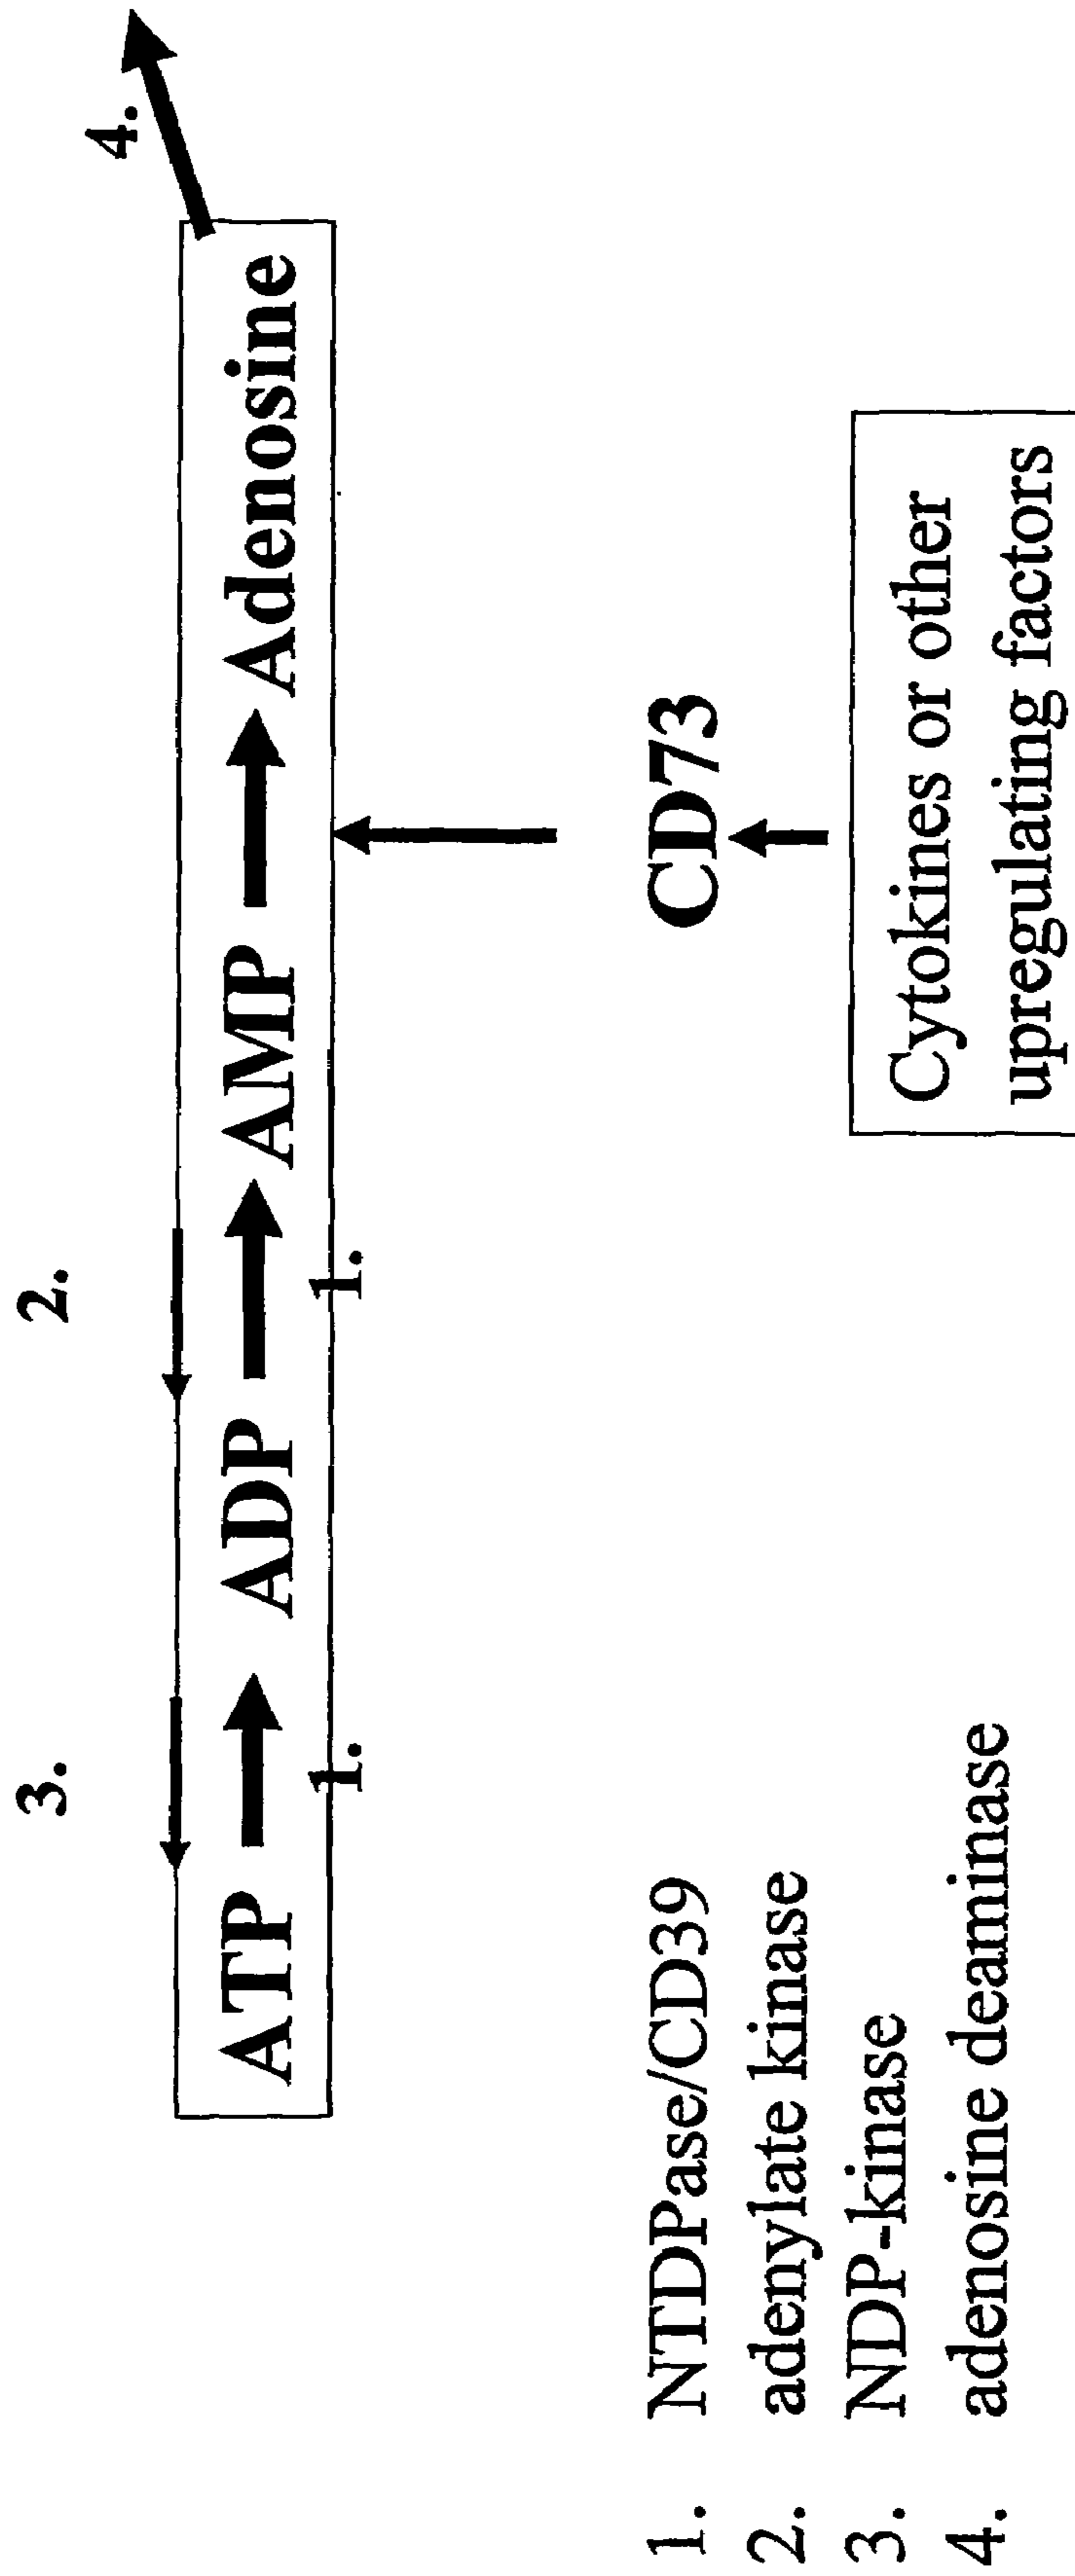 3. 2. 4.
ATP ADP AMP Adenosine
1. 1.
CD73
Cytokines or other
upregulating factors
1. NTDPase/CD39
2. adenylate kinase
3. NDP-kinase
4. adenosine deaminase